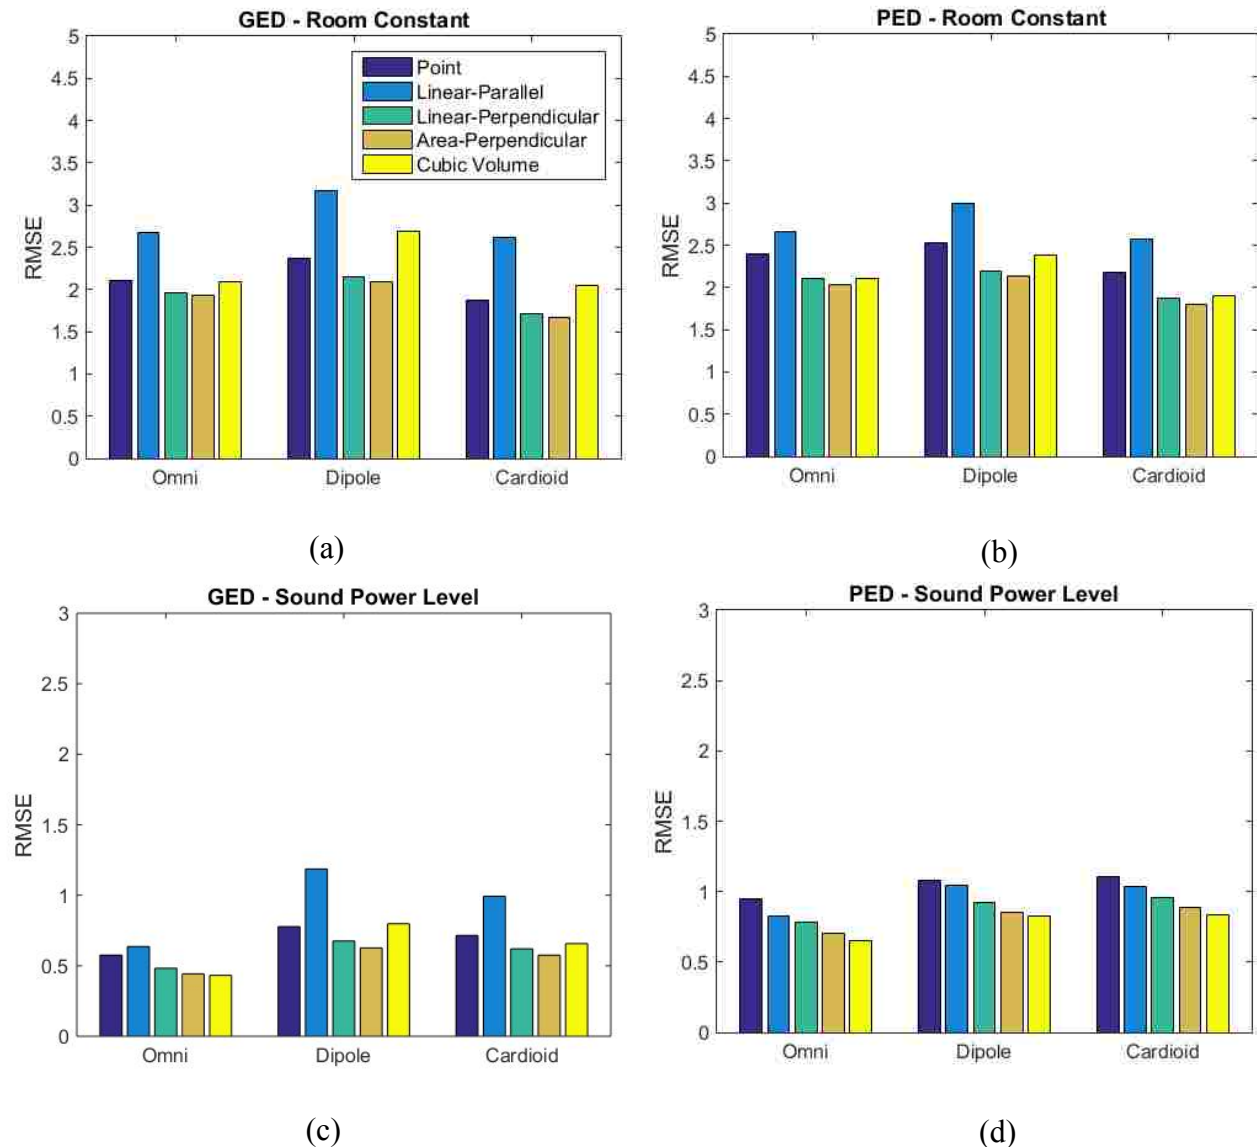 GED - Room Constant
5
4.5
4
3.5
3
2.5
2
1.5
1
0.5
0
RMSE
Point
Linear-Parallel
Linear-Perpendicular
Area-Perpendicular
Cubic Volume
Omni Dipole Cardioid
(a)
PED - Room Constant
5
4.5
4
3.5
3
2.5
2
1.5
1
0.5
0
RMSE
Omni Dipole Cardioid
(b)
GED - Sound Power Level
3
2.5
2
1.5
1
0.5
0
RMSE
Omni Dipole Cardioid
(c)
PED - Sound Power Level
3
2.5
2
1.5
1
0.5
0
RMSE
Omni Dipole Cardioid
(d)